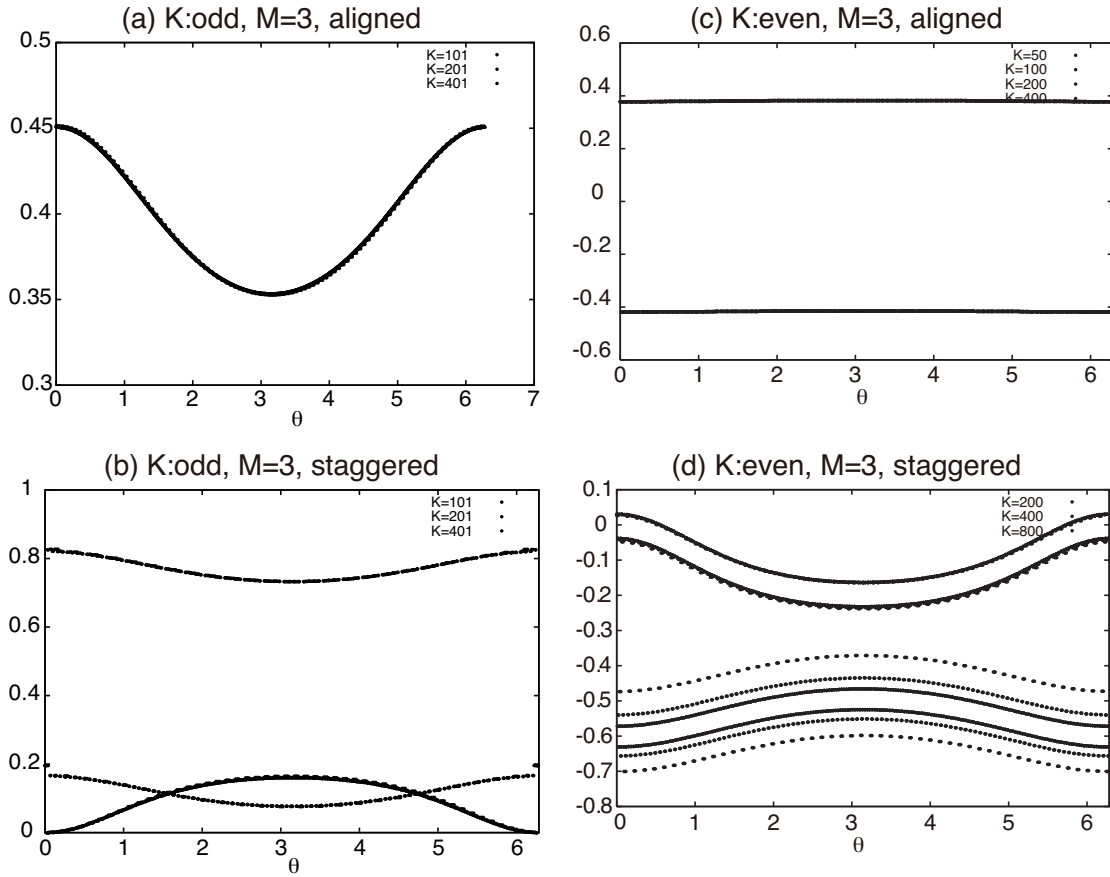 (a) K:odd, M=3, aligned
0.5
0.45
0.4
0.35
0.3
K=101
K=201
K=401
0 1 2 3 4 5 6 7
θ
(c) K:even, M=3, aligned
0.6
0.4
0.2
0
-0.2
-0.4
-0.6
K=50
K=100
K=200
K=400
0 1 2 3 4 5 6
θ
(b) K:odd, M=3, staggered
1
0.8
0.6
0.4
0.2
0
K=101
K=201
K=401
0 1 2 3 4 5 6
θ
(d) K:even, M=3, staggered
0.1
0
-0.1
-0.2
-0.3
-0.4
-0.5
-0.6
-0.7
-0.8
K=200
K=400
K=800
0 1 2 3 4 5 6
θ